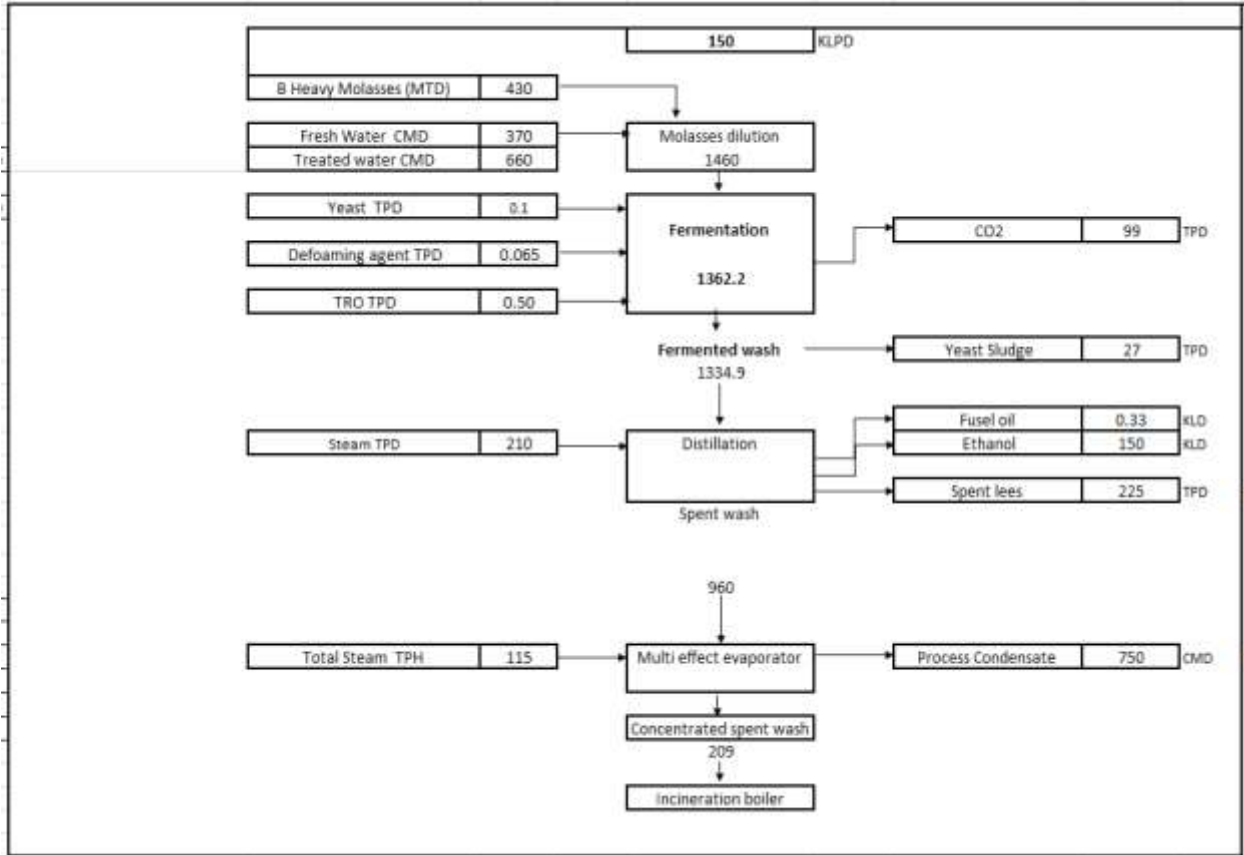 150 KLPD
B Heavy Molasses (MTD) 430
Fresh Water CMD 370
Treated water CMD 660
Molasses dilution
1460
Yeast TPD 0.1
Defoaming agent TPD 0.065
TRO TPD 0.50
Fermentation
1362.2
CO2 99 TPD
Fermented wash
1334.9
Yeast Sludge 27 TPD
Steam TPD 210
Distillation
Fusel oil 0.33 KLD
Ethanol 150 KLD
Spent lees 225 TPD
Spent wash
960
Total Steam TPH 115
Multi effect evaporator
Process Condensate 750 CMD
Concentrated spent wash
209
Incineration boiler